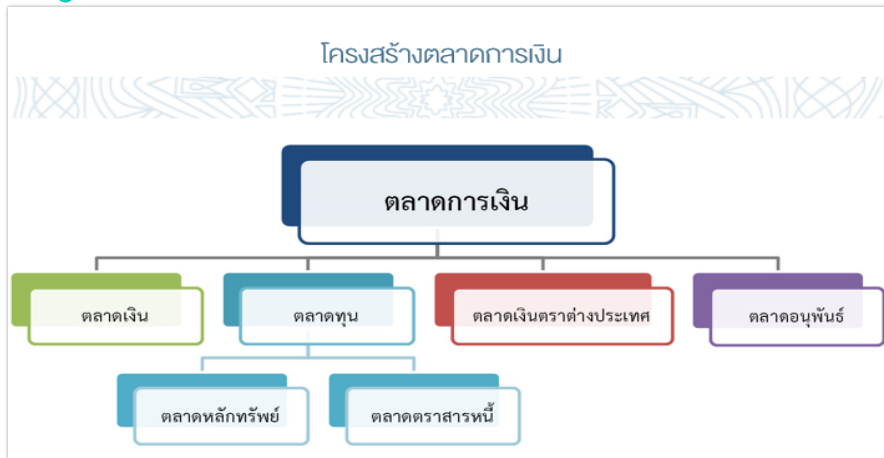 โครงสร้างตลาดการเงิน
ตลาดการเงิน
ตลาดเงิน
ตลาดทุน
ตลาดเงินตราต่างประเทศ
ตลาดอนุพันธ์
ตลาดหลักทรัพย์
ตลาดตราสารหนี้